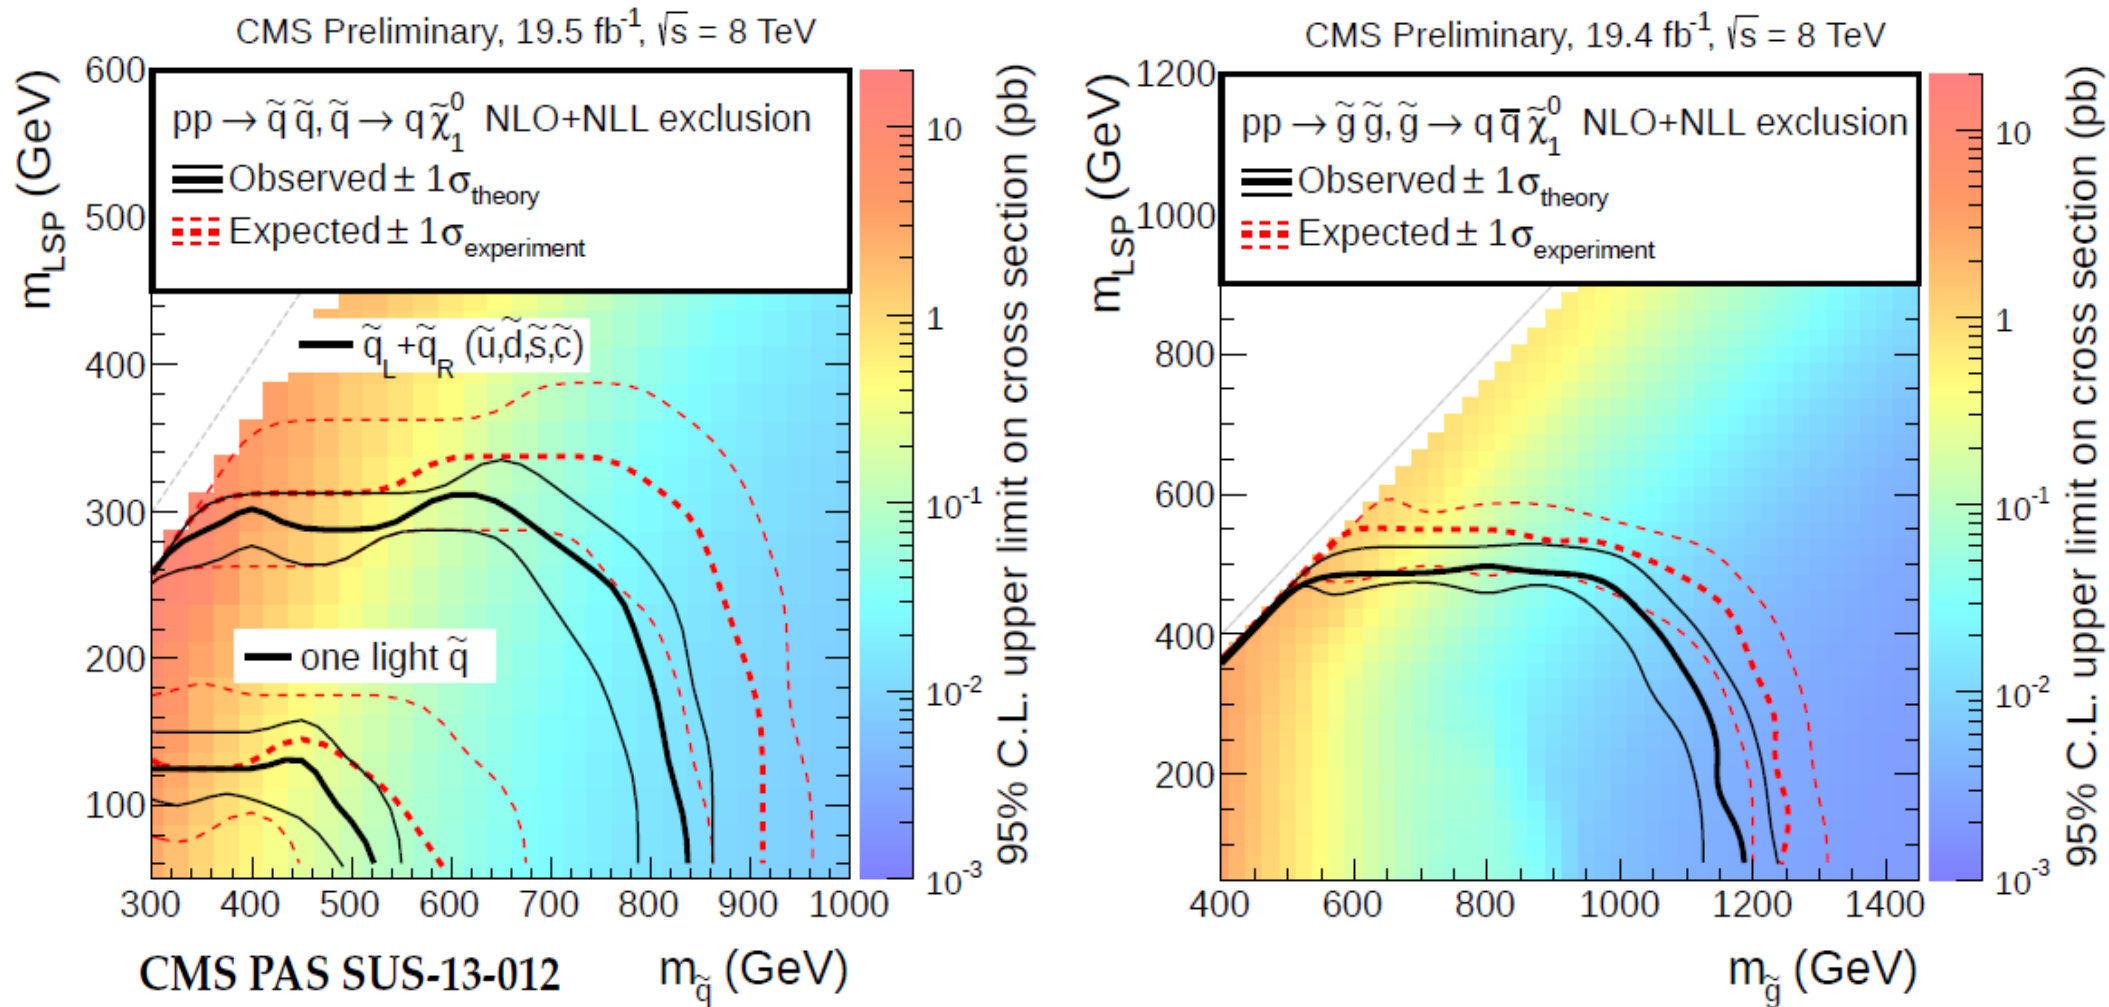 CMS Preliminary, 19.5 fb⁻¹, √s = 8 TeV
pp → q̃ q̃, q̃ → q χ̃₁⁰ NLO+NLL exclusion
Observed ± 1σ_theory
Expected ± 1σ_experiment
q̃_L+q̃_R (ũ,d̃,s̃,c̃)
one light q̃
m_LSP (GeV)
600
500
400
300
200
100
300 400 500 600 700 800 900 1000
m_q̃ (GeV)
10
1
10⁻¹
10⁻²
10⁻³
95% C.L. upper limit on cross section (pb)
CMS PAS SUS-13-012
CMS Preliminary, 19.4 fb⁻¹, √s = 8 TeV
pp → g̃ g̃, g̃ → q q̅ χ̃₁⁰ NLO+NLL exclusion
Observed ± 1σ_theory
Expected ± 1σ_experiment
m_LSP (GeV)
1200
1000
800
600
400
200
400 600 800 1000 1200 1400
m_g̃ (GeV)
10
1
10⁻¹
10⁻²
10⁻³
95% C.L. upper limit on cross section (pb)